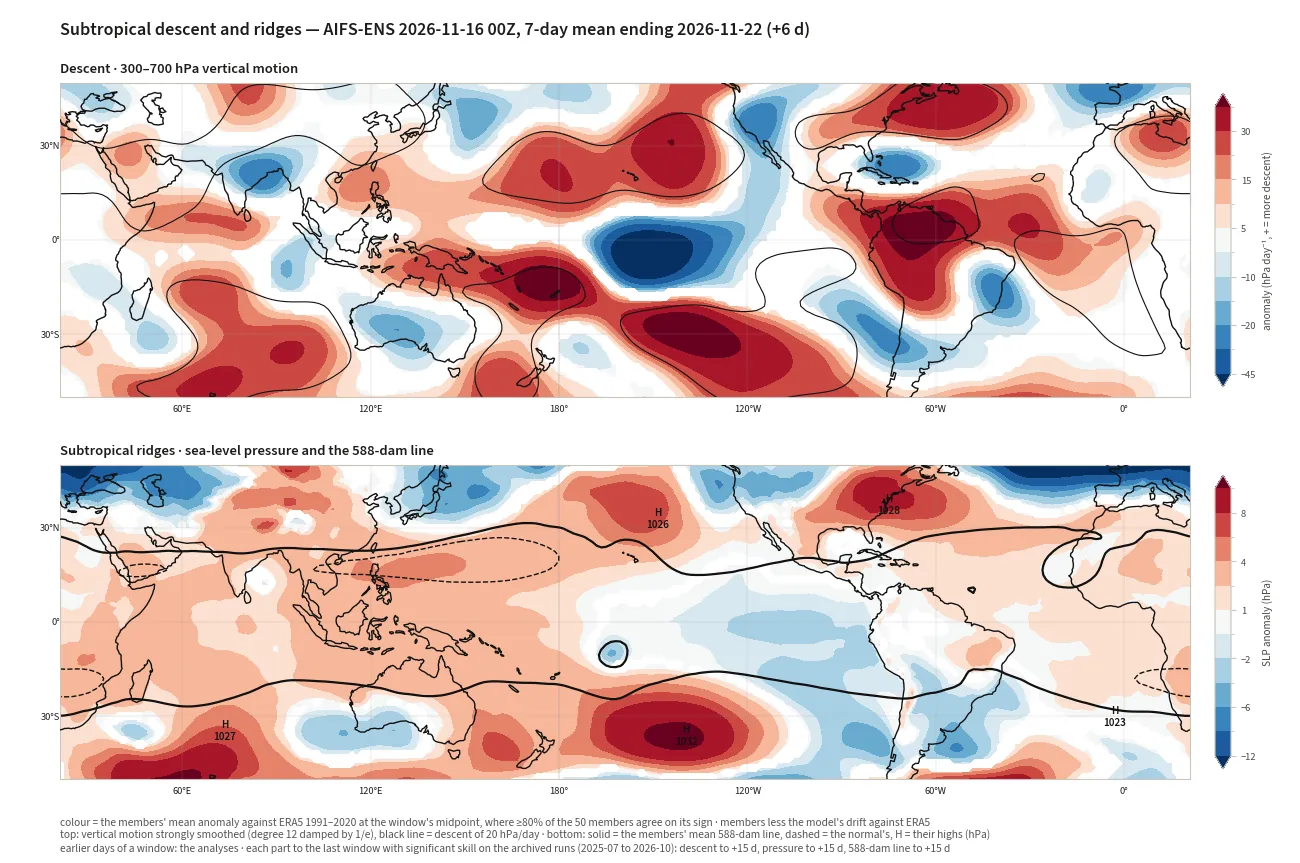 Subtropical descent and ridges — AIFS-ENS 2026-11-16 00Z, 7-day mean ending 2026-11-22 (+6 d)
Descent · 300–700 hPa vertical motion
30°N
0°
30°S
60°E
120°E
180°
120°W
60°W
0°
30
15
5
−10
−20
−45
anomaly (hPa day⁻¹, + = more descent)
Subtropical ridges · sea-level pressure and the 588-dam line
30°N
0°
30°S
H
1026
H
1028
H
1027
H
1032
H
1023
60°E
120°E
180°
120°W
60°W
0°
8
4
1
−2
−6
−12
SLP anomaly (hPa)
colour = the members' mean anomaly against ERA5 1991–2020 at the window's midpoint, where ≥80% of the 50 members agree on its sign · members less the model's drift against ERA5
top: vertical motion strongly smoothed (degree 12 damped by 1/e), black line = descent of 20 hPa/day · bottom: solid = the members' mean 588-dam line, dashed = the normal's, H = their highs (hPa)
earlier days of a window: the analyses · each part to the last window with significant skill on the archived runs (2025-07 to 2026-10): descent to +15 d, pressure to +15 d, 588-dam line to +15 d